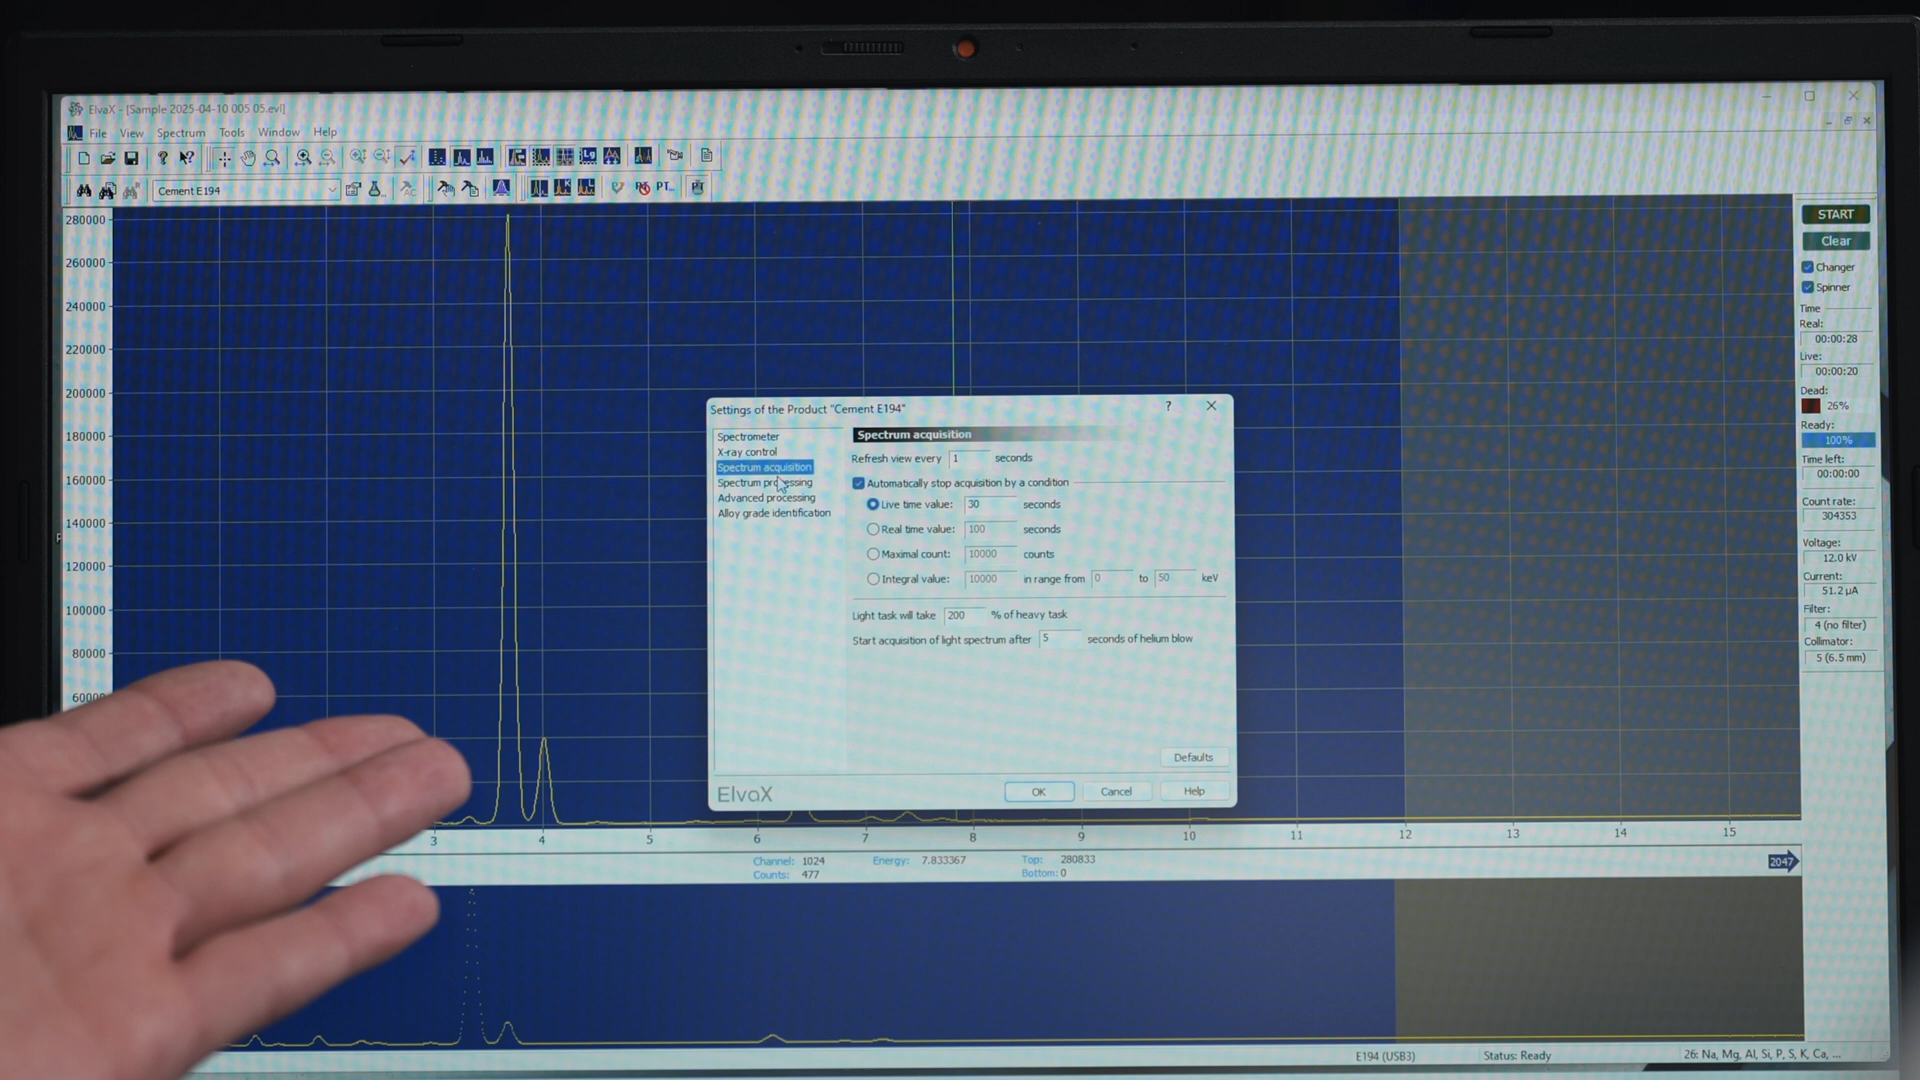 ElvaX - [Sample 2025-04-10 005 05.evl]
File View Spectrum Tools Window Help
Cement E194
280000
260000
240000
220000
200000
180000
160000
140000
120000
100000
80000
60000
3 4 5 6 7 8 9 10 11 12 13 14 15
Settings of the Product "Cement E194"
Spectrometer
X-ray control
Spectrum acquisition
Spectrum processing
Advanced processing
Alloy grade identification
Spectrum acquisition
Refresh view every 1 seconds
Automatically stop acquisition by a condition
Live time value: 30 seconds
Real time value: 100 seconds
Maximal count: 10000 counts
Integral value: 10000 in range from 0 to 50 keV
Light task will take 200 % of heavy task
Start acquisition of light spectrum after 5 seconds of helium blow
Defaults
ElvaX
OK Cancel Help
START
Clear
Changer
Spinner
Time
Real:
00:00:28
Live:
00:00:20
Dead:
26%
Ready:
100%
Time left:
00:00:00
Count rate:
304353
Voltage:
12.0 kV
Current:
51.2 µA
Filter:
4 (no filter)
Collimator:
5 (6.5 mm)
Channel: 1024 Energy: 7.833367 Top: 280833
Counts: 477 Bottom: 0
2047
E194 (USB3) Status: Ready 26: Na, Mg, Al, Si, P, S, K, Ca, ...